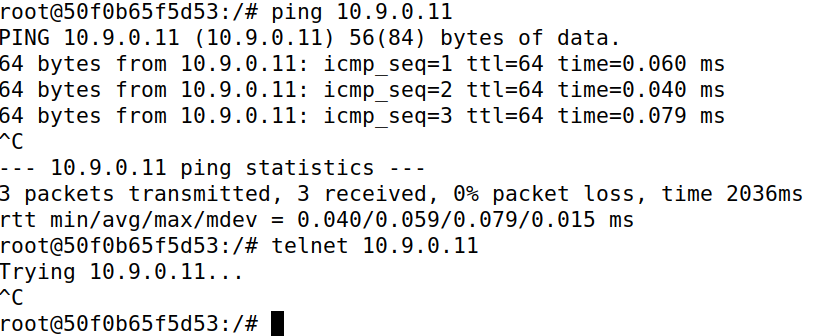 root@50f0b65f5d53:/# ping 10.9.0.11
PING 10.9.0.11 (10.9.0.11) 56(84) bytes of data.
64 bytes from 10.9.0.11: icmp_seq=1 ttl=64 time=0.060 ms
64 bytes from 10.9.0.11: icmp_seq=2 ttl=64 time=0.040 ms
64 bytes from 10.9.0.11: icmp_seq=3 ttl=64 time=0.079 ms
^C
--- 10.9.0.11 ping statistics ---
3 packets transmitted, 3 received, 0% packet loss, time 2036ms
rtt min/avg/max/mdev = 0.040/0.059/0.079/0.015 ms
root@50f0b65f5d53:/# telnet 10.9.0.11
Trying 10.9.0.11...
^C
root@50f0b65f5d53:/#